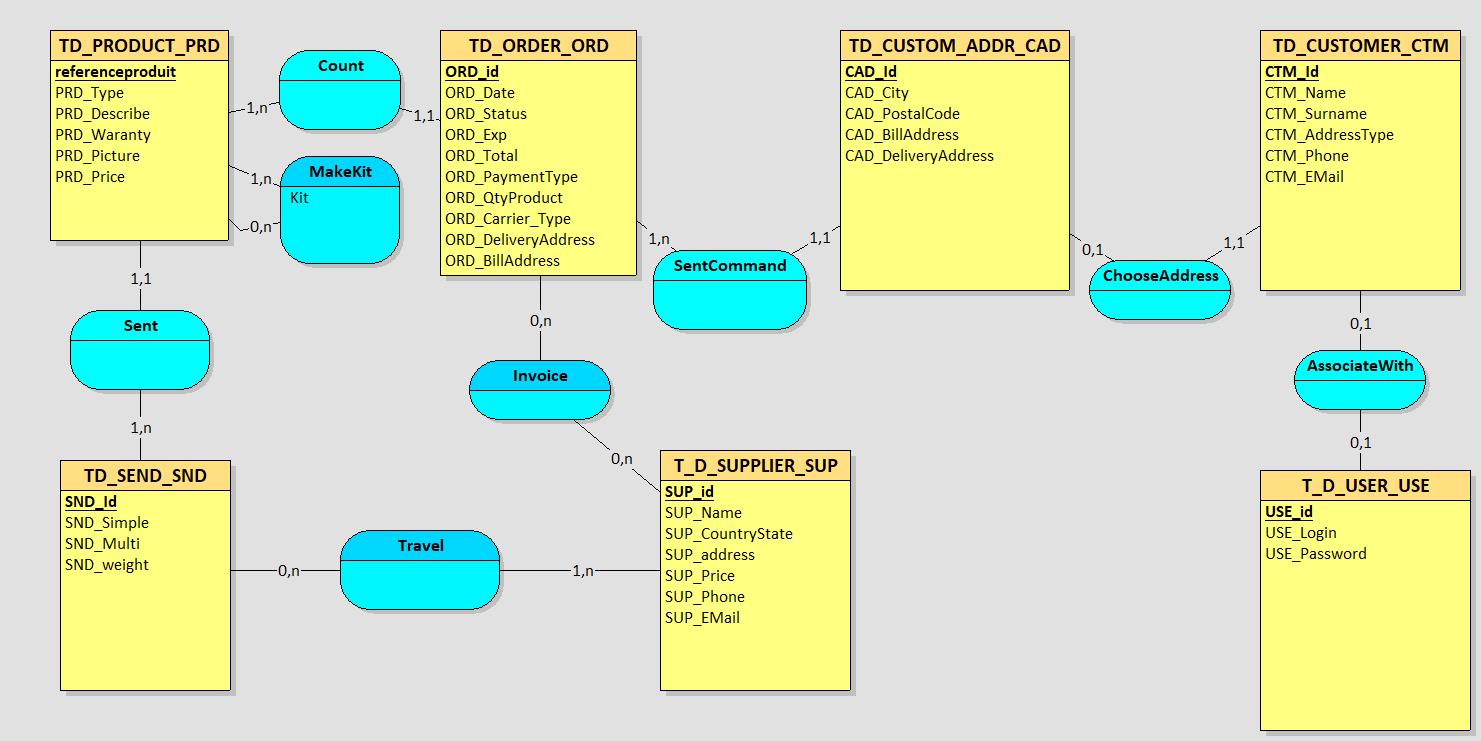 TD_PRODUCT_PRD
referenceproduit
PRD_Type
PRD_Describe
PRD_Waranty
PRD_Picture
PRD_Price
1,n
Count
1,1
1,n
0,n
MakeKit
Kit
TD_ORDER_ORD
ORD_id
ORD_Date
ORD_Status
ORD_Exp
ORD_Total
ORD_PaymentType
ORD_QtyProduct
ORD_Carrier_Type
ORD_DeliveryAddress
ORD_BillAddress
1,n
SentCommand
1,1
TD_CUSTOM_ADDR_CAD
CAD_Id
CAD_City
CAD_PostalCode
CAD_BillAddress
CAD_DeliveryAddress
0,1
ChooseAddress
1,1
TD_CUSTOMER_CTM
CTM_Id
CTM_Name
CTM_Surname
CTM_AddressType
CTM_Phone
CTM_EMail
1,1
Sent
1,n
0,n
Invoice
0,n
0,1
AssociateWith
0,1
TD_SEND_SND
SND_Id
SND_Simple
SND_Multi
SND_weight
0,n
Travel
1,n
T_D_SUPPLIER_SUP
SUP_id
SUP_Name
SUP_CountryState
SUP_address
SUP_Price
SUP_Phone
SUP_EMail
T_D_USER_USE
USE_id
USE_Login
USE_Password